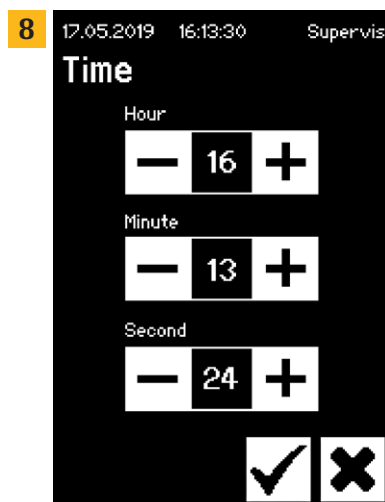 8
17.05.2019 16:13:30 Supervis
Time
Hour
− 16 +
Minute
− 13 +
Second
− 24 +